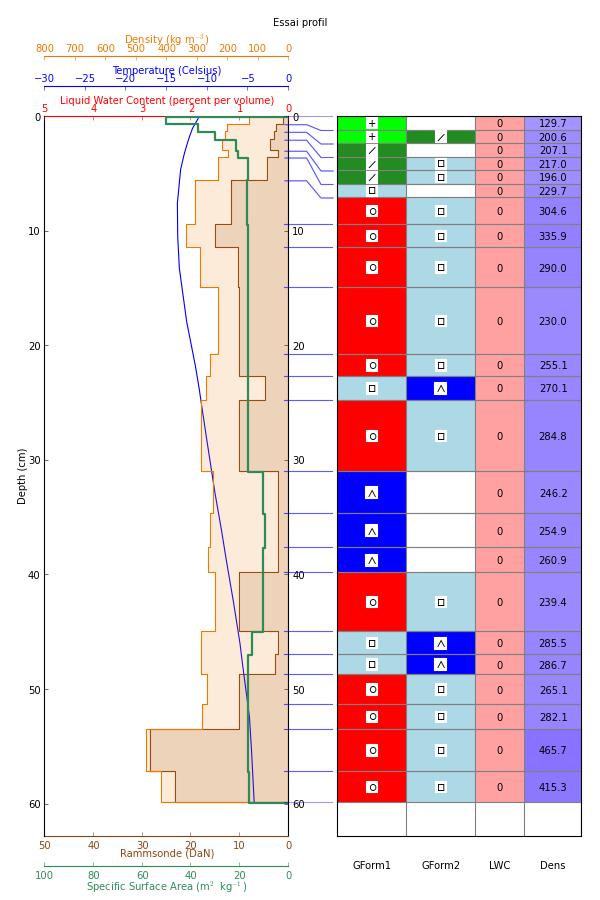 Essai profil
Density (kg m⁻³)
800 700 600 500 400 300 200 100 0
Temperature (Celsius)
−30 −25 −20 −15 −10 −5 0
Liquid Water Content (percent per volume)
5 4 3 2 1 0
0 0 + 0 129.7
+ / 0 200.6
/ 0 207.1
/ 0 217.0
/ 0 196.0
0 229.7
0 304.6
10 10 0 335.9
0 290.0
20 20 0 230.0
0 255.1
0 270.1
0 284.8
30 30
0 246.2
0 254.9
40 40 0 260.9
0 239.4
0 285.5
0 286.7
50 50 0 265.1
0 282.1
0 465.7
60 60 0 415.3
Depth (cm)
50 40 30 20 10 0
Rammsonde (DaN)
100 80 60 40 20 0
Specific Surface Area (m² kg⁻¹)
GForm1 GForm2 LWC Dens